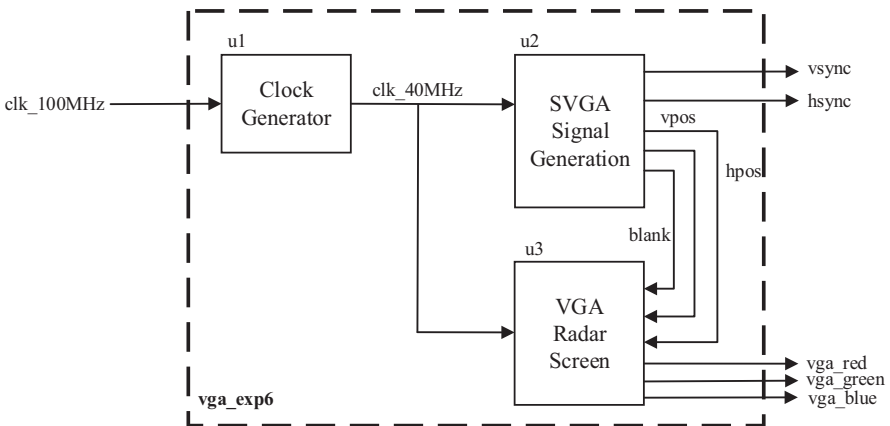 u1
u2
Clock
Generator
clk_100MHz
clk_40MHz
SVGA
Signal
Generation
vsync
hsync
vpos
hpos
blank
u3
VGA
Radar
Screen
vga_red
vga_green
vga_blue
vga_exp6